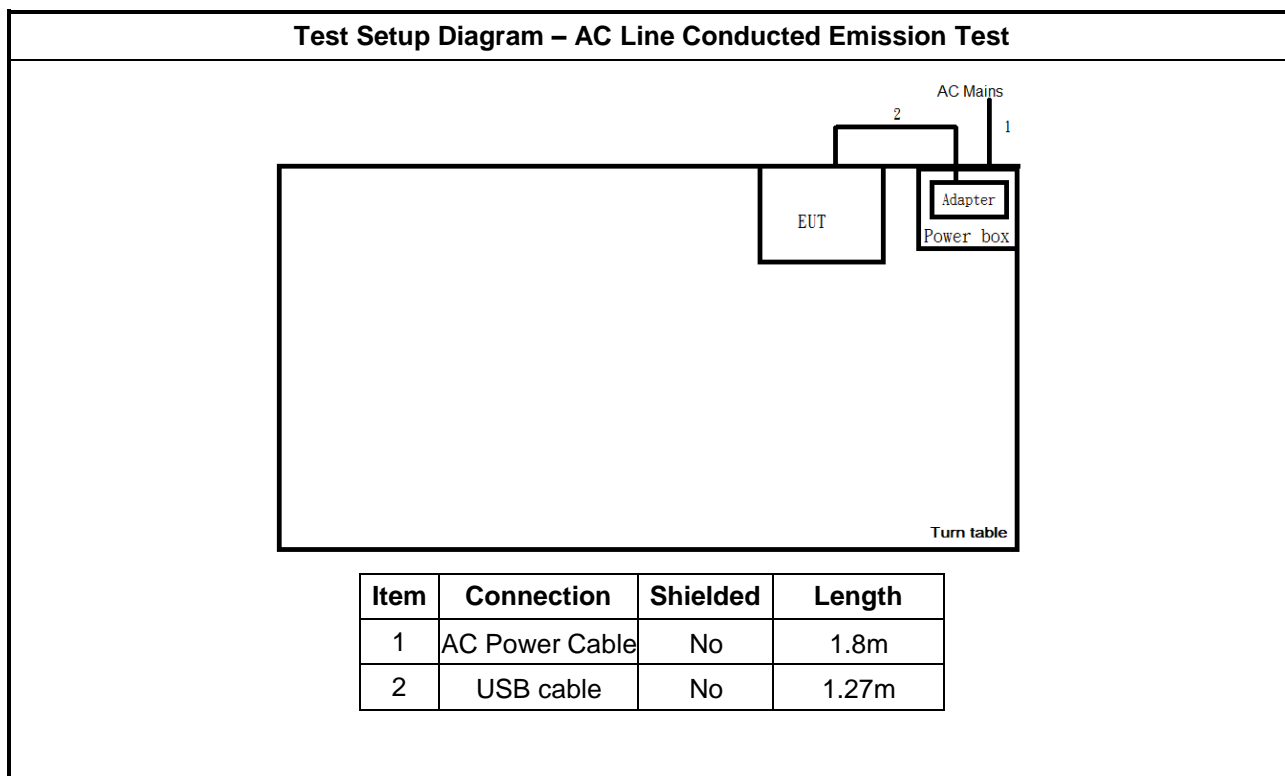 Test Setup Diagram – AC Line Conducted Emission Test
AC Mains
2
1
Adapter
EUT
Power box
Turn table
Item Connection Shielded Length
1 AC Power Cable No 1.8m
2 USB cable No 1.27m